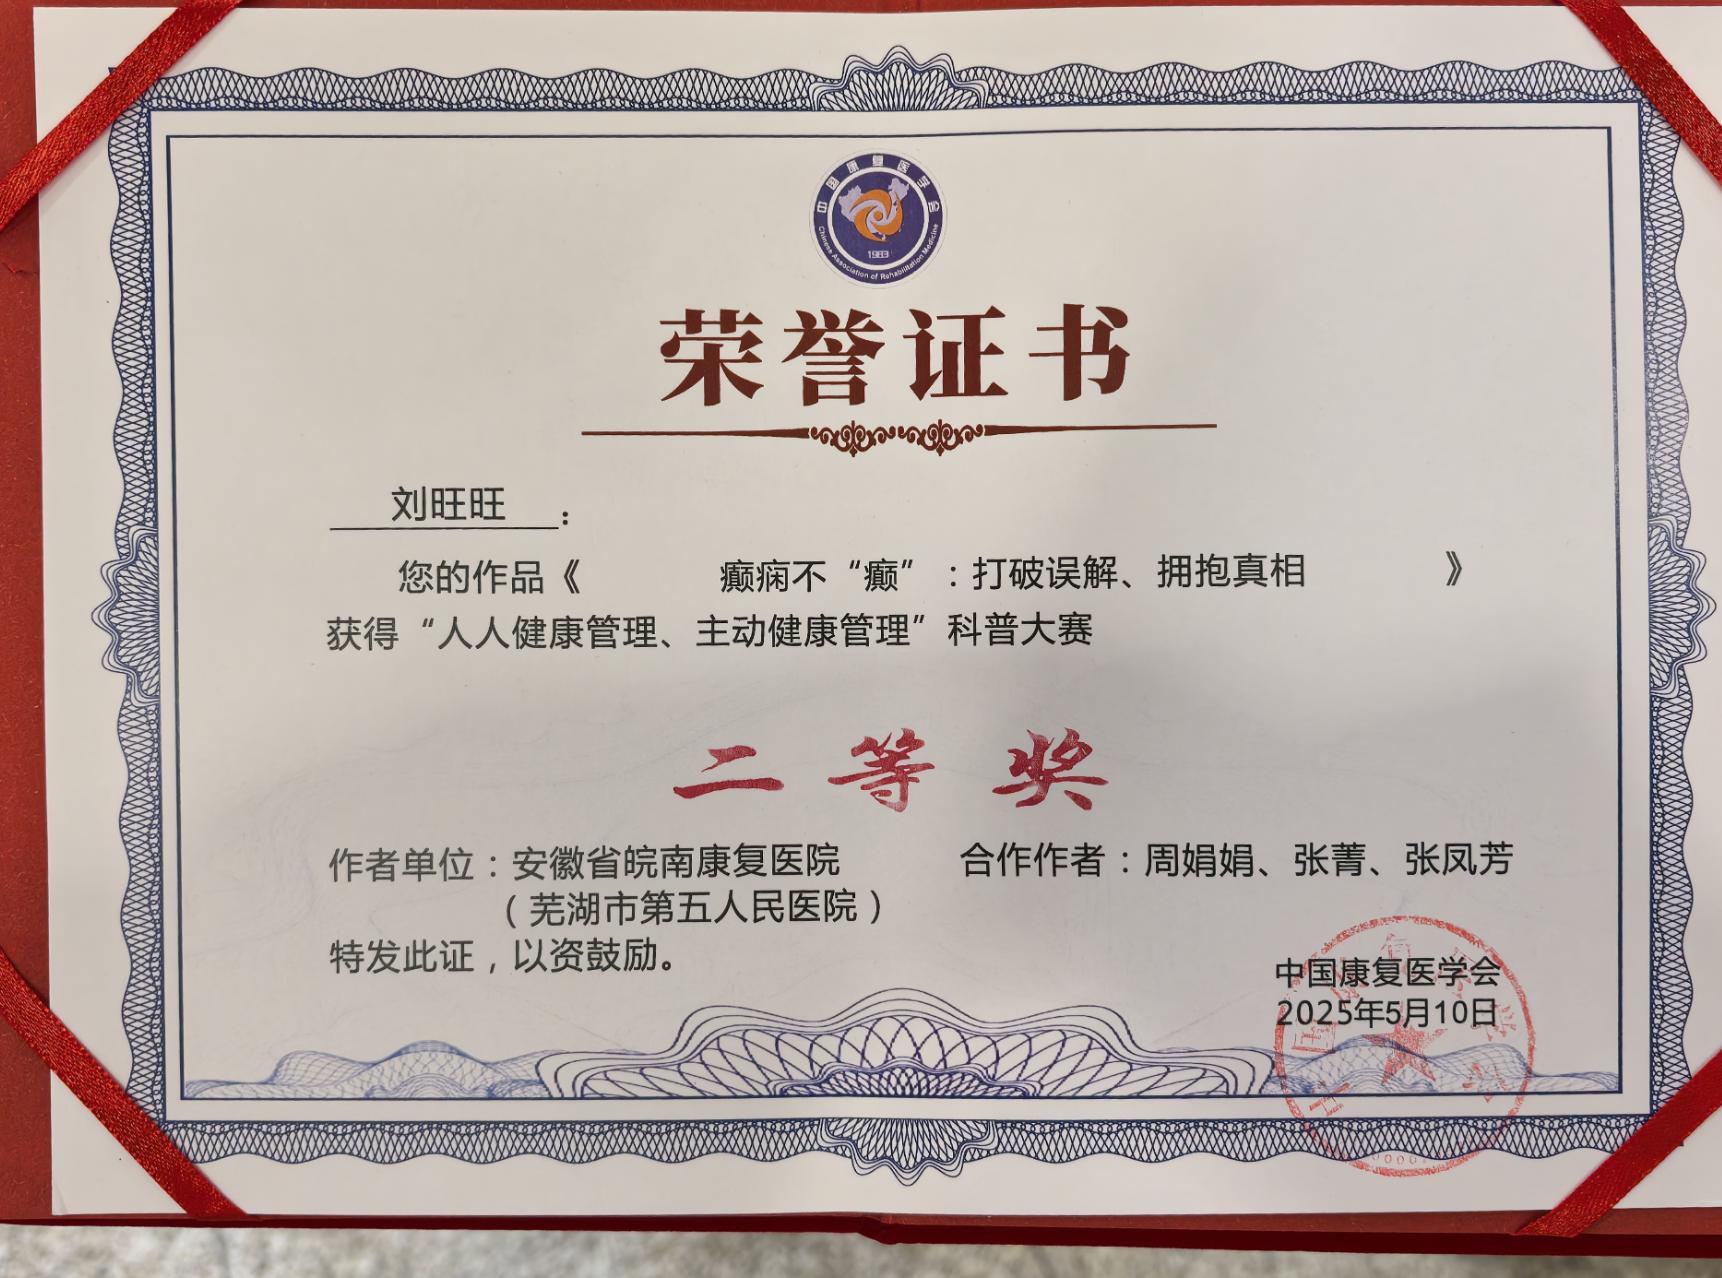 中国康复医学会
1983
Chinese Association of Rehabilitation Medicine
荣誉证书
刘旺旺：
您的作品《 癫痫不“癫”：打破误解、拥抱真相 》
获得“人人健康管理、主动健康管理”科普大赛
二等奖
作者单位：安徽省皖南康复医院 合作作者：周娟娟、张菁、张凤芳
（芜湖市第五人民医院）
特发此证，以资鼓励。
中国康复医学会
2025年5月10日